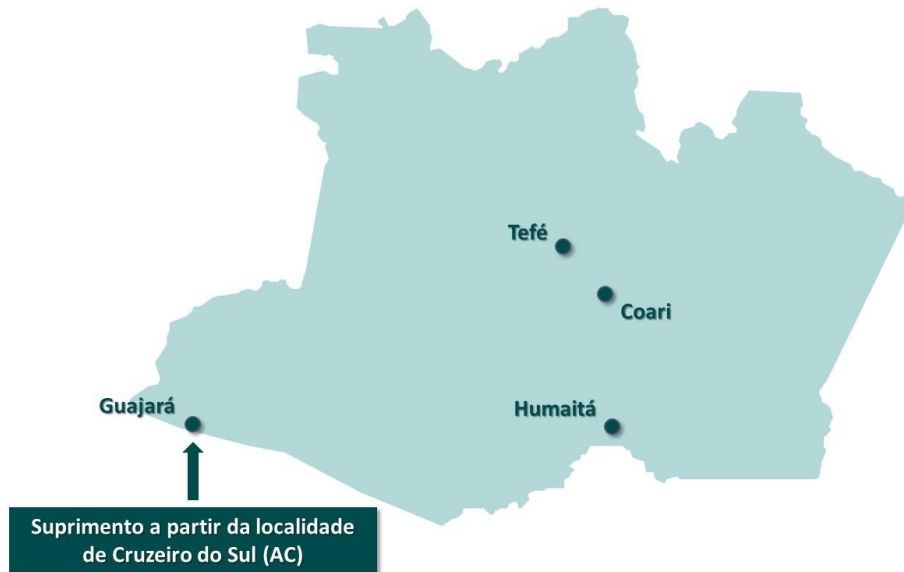 Tefé
Coari
Guajará
Humaitá
Suprimento a partir da localidade
de Cruzeiro do Sul (AC)